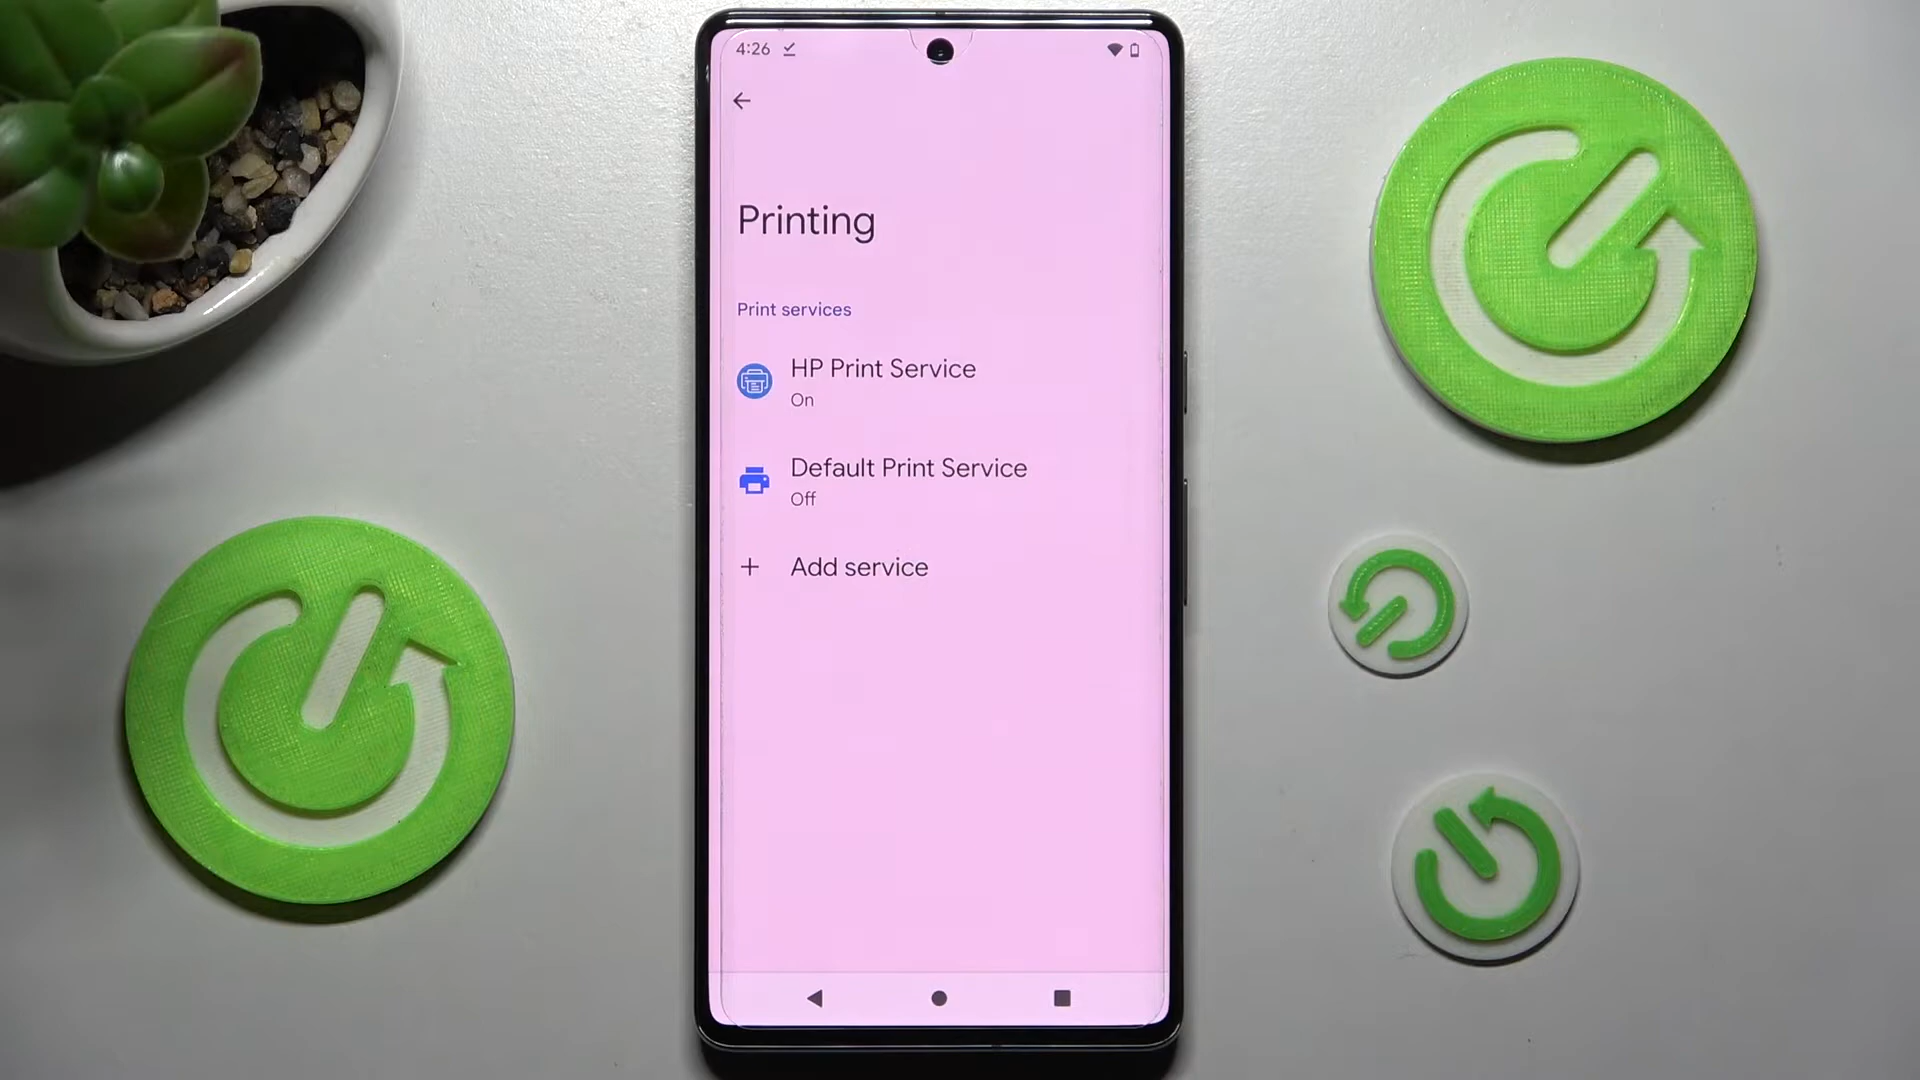 4:26
Printing
Print services
HP Print Service
On
Default Print Service
Off
Add service